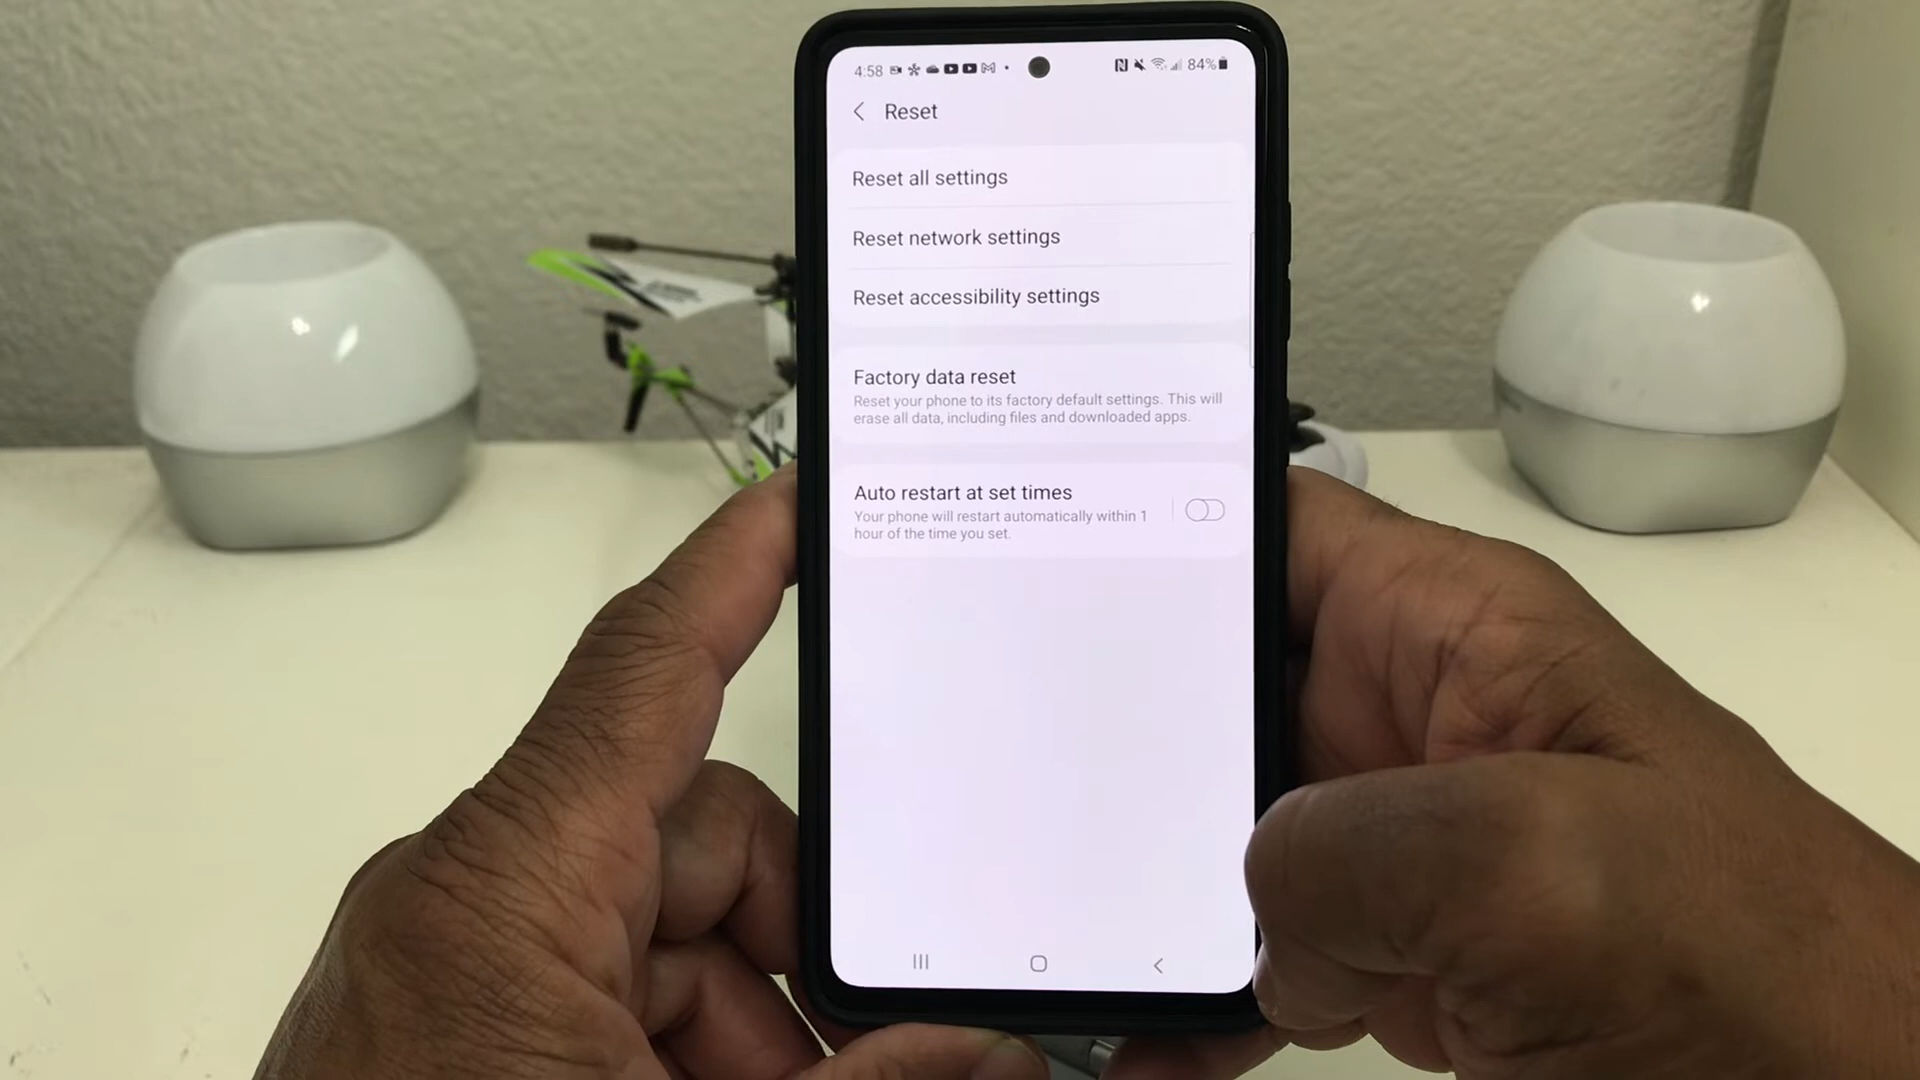 4:58 84%
Reset
Reset all settings
Reset network settings
Reset accessibility settings
Factory data reset
Reset your phone to its factory default settings. This will
erase all data, including files and downloaded apps.
Auto restart at set times
Your phone will restart automatically within 1
hour of the time you set.